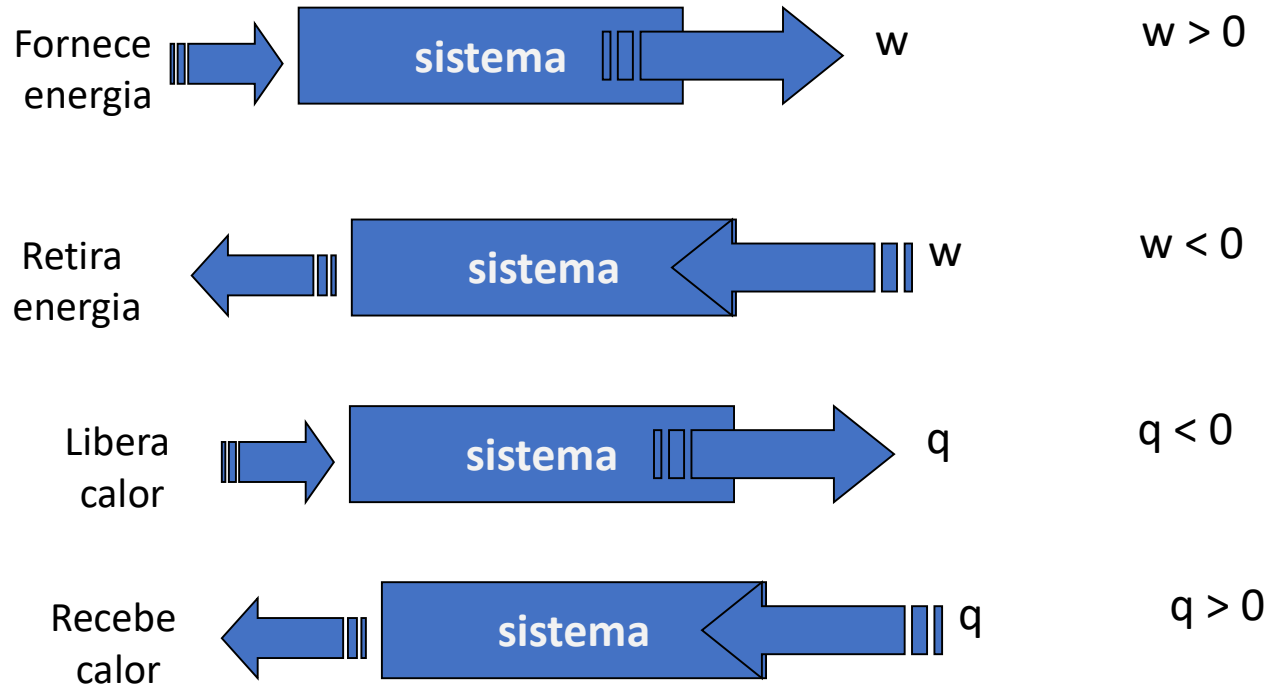 Fornece
energia
sistema
w
w > 0
Retira
energia
sistema
w
w < 0
Libera
calor
sistema
q
q < 0
Recebe
calor
sistema
q
q > 0